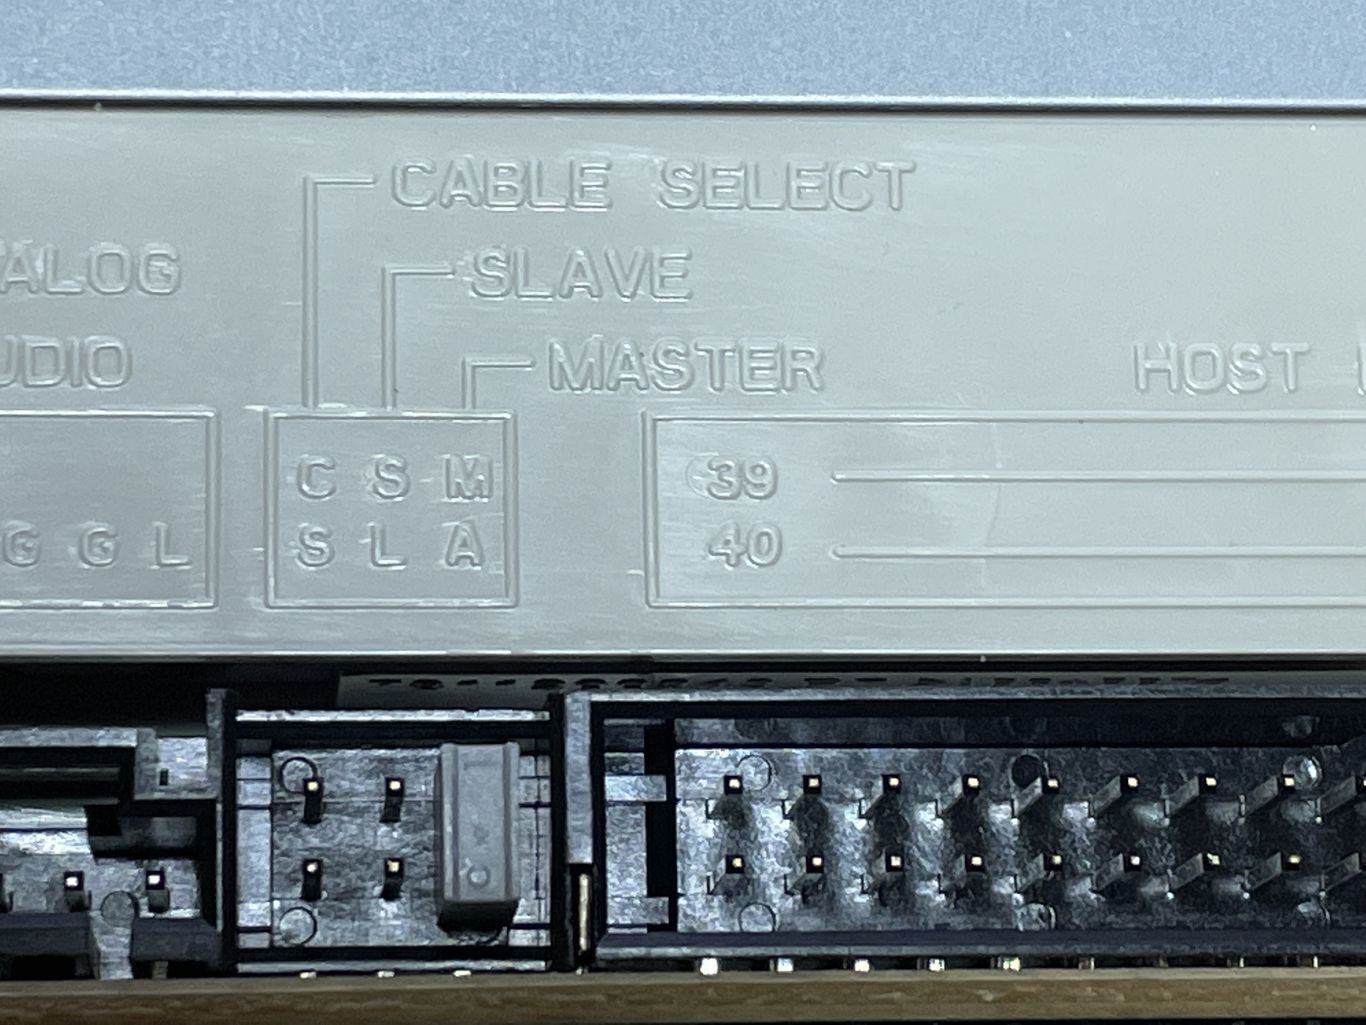 CABLE SELECT
ALOG
SLAVE
UDIO
MASTER
HOST
C S M
39
G G L
S L A
40